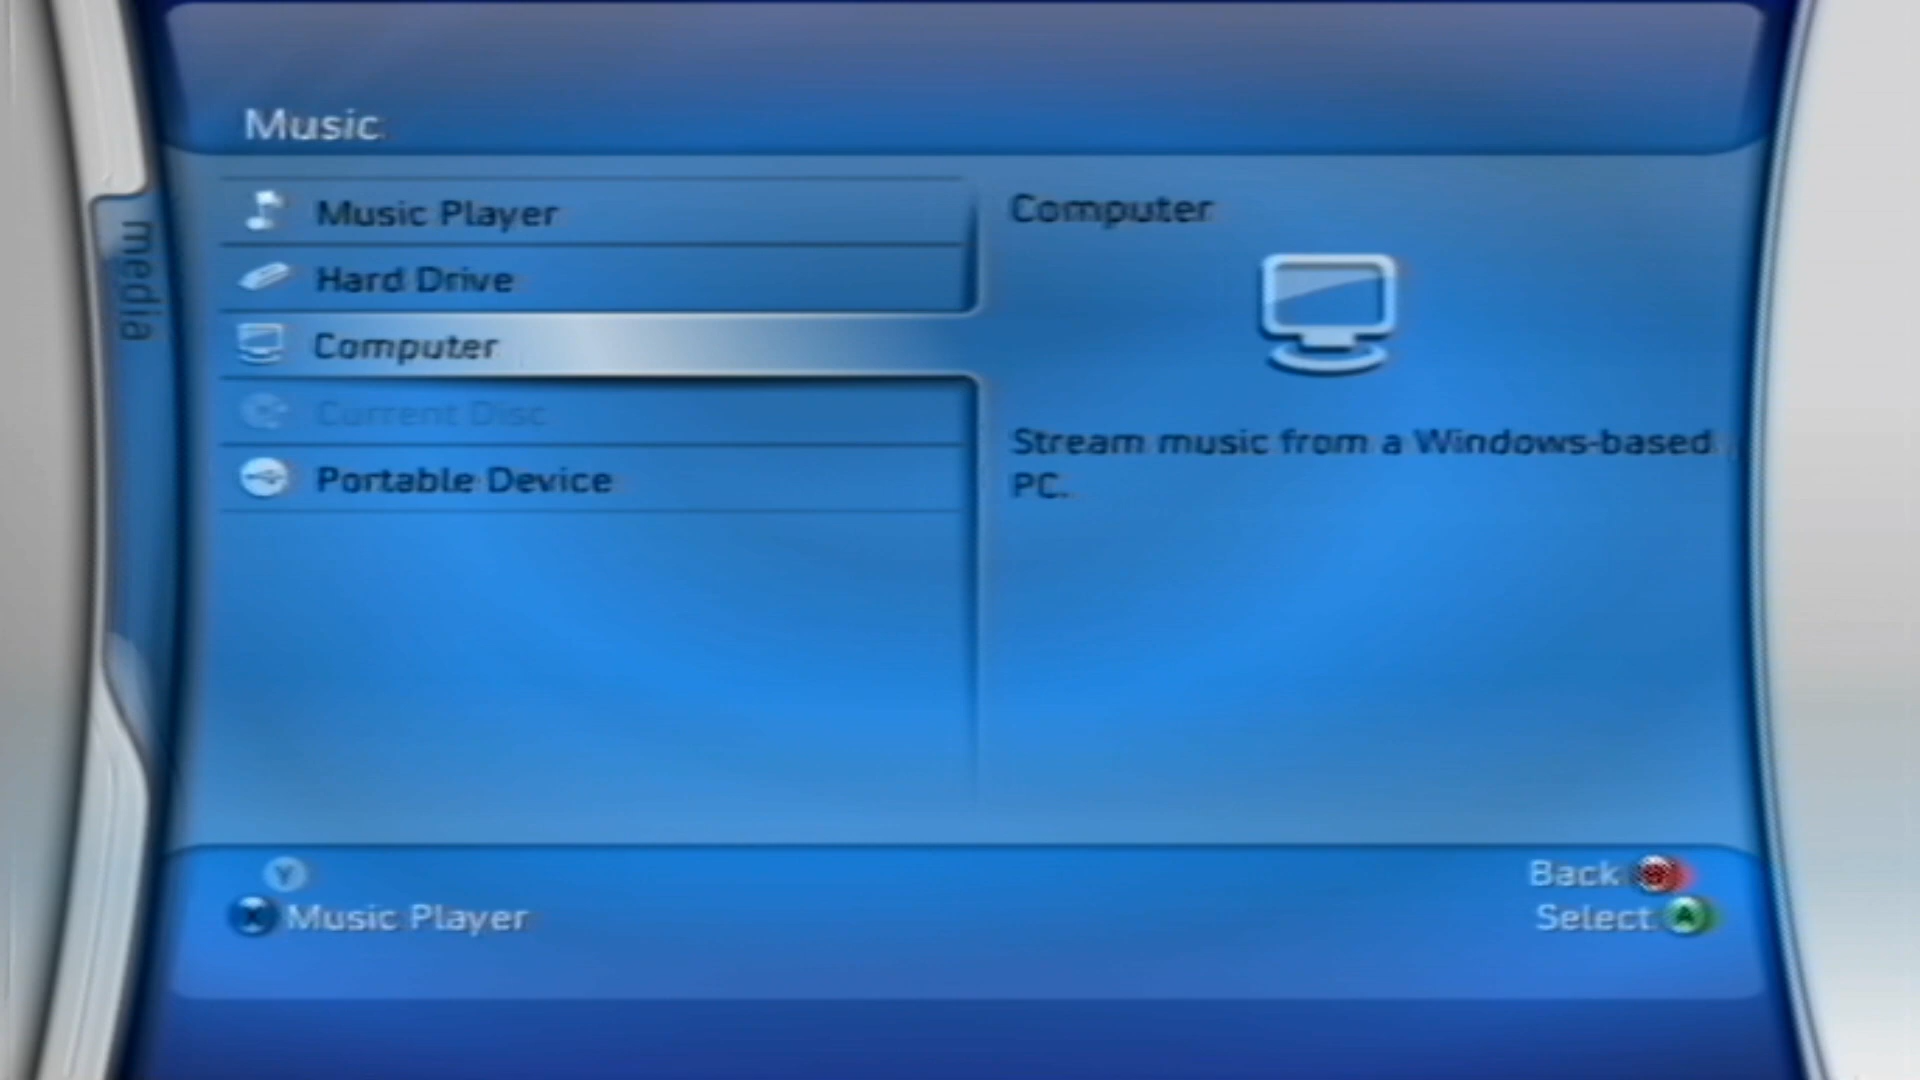 Music
media
Music Player
Hard Drive
Computer
Current Disc
Portable Device
Computer
Stream music from a Windows-based
PC.
Y
X Music Player
Back B
Select A